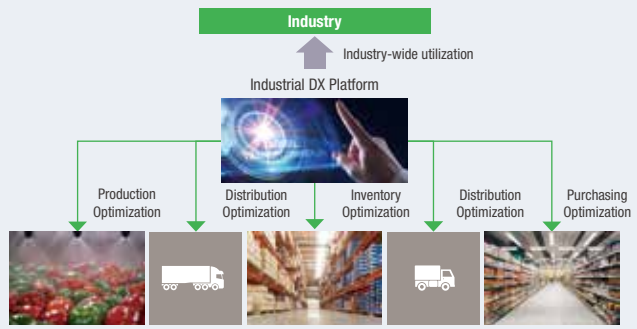 Industry
Industry-wide utilization
Industrial DX Platform
Production
Optimization
Distribution
Optimization
Inventory
Optimization
Distribution
Optimization
Purchasing
Optimization